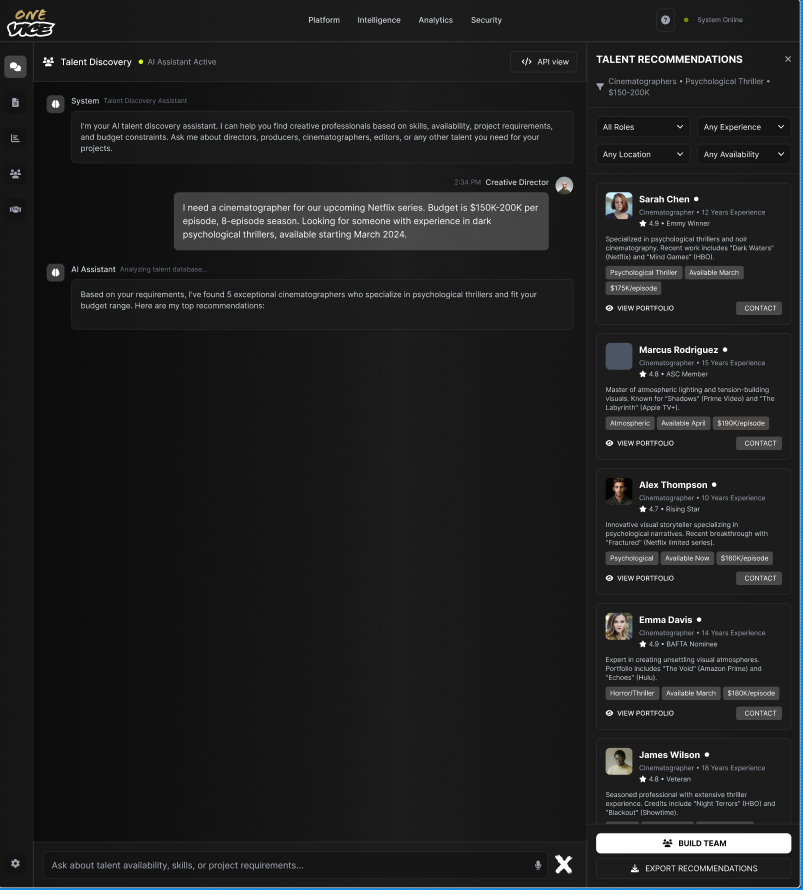 ONE
VICE
Platform
Intelligence
Analytics
Security
System Online
Talent Discovery
AI Assistant Active
API view
System Talent Discovery Assistant
I'm your AI talent discovery assistant. I can help you find creative professionals based on skills, availability, project requirements,
and budget constraints. Ask me about directors, producers, cinematographers, editors, or any other talent you need for your
projects.
2:34 PM Creative Director
I need a cinematographer for our upcoming Netflix series. Budget is $150K-200K per
episode, 8-episode season. Looking for someone with experience in dark
psychological thrillers, available starting March 2024.
AI Assistant Analyzing talent database...
Based on your requirements, I've found 5 exceptional cinematographers who specialize in psychological thrillers and fit your
budget range. Here are my top recommendations:
Ask about talent availability, skills, or project requirements...
TALENT RECOMMENDATIONS
Cinematographers • Psychological Thriller •
$150-200K
All Roles
Any Experience
Any Location
Any Availability
Sarah Chen
Cinematographer • 12 Years Experience
4.9 • Emmy Winner
Specialized in psychological thrillers and noir
cinematography. Recent work includes "Dark Waters"
(Netflix) and "Mind Games" (HBO).
Psychological Thriller
Available March
$175K/episode
VIEW PORTFOLIO
CONTACT
Marcus Rodriguez
Cinematographer • 15 Years Experience
4.8 • ASC Member
Master of atmospheric lighting and tension-building
visuals. Known for "Shadows" (Prime Video) and "The
Labyrinth" (Apple TV+).
Atmospheric
Available April
$190K/episode
VIEW PORTFOLIO
CONTACT
Alex Thompson
Cinematographer • 10 Years Experience
4.7 • Rising Star
Innovative visual storyteller specializing in
psychological narratives. Recent breakthrough with
"Fractured" (Netflix limited series).
Psychological
Available Now
$160K/episode
VIEW PORTFOLIO
CONTACT
Emma Davis
Cinematographer • 14 Years Experience
4.9 • BAFTA Nominee
Expert in creating unsettling visual atmospheres.
Portfolio includes "The Void" (Amazon Prime) and
"Echoes" (Hulu).
Horror/Thriller
Available March
$180K/episode
VIEW PORTFOLIO
CONTACT
James Wilson
Cinematographer • 18 Years Experience
4.8 • Veteran
Seasoned professional with extensive thriller
experience. Credits include "Night Terrors" (HBO) and
"Blackout" (Showtime).
BUILD TEAM
EXPORT RECOMMENDATIONS